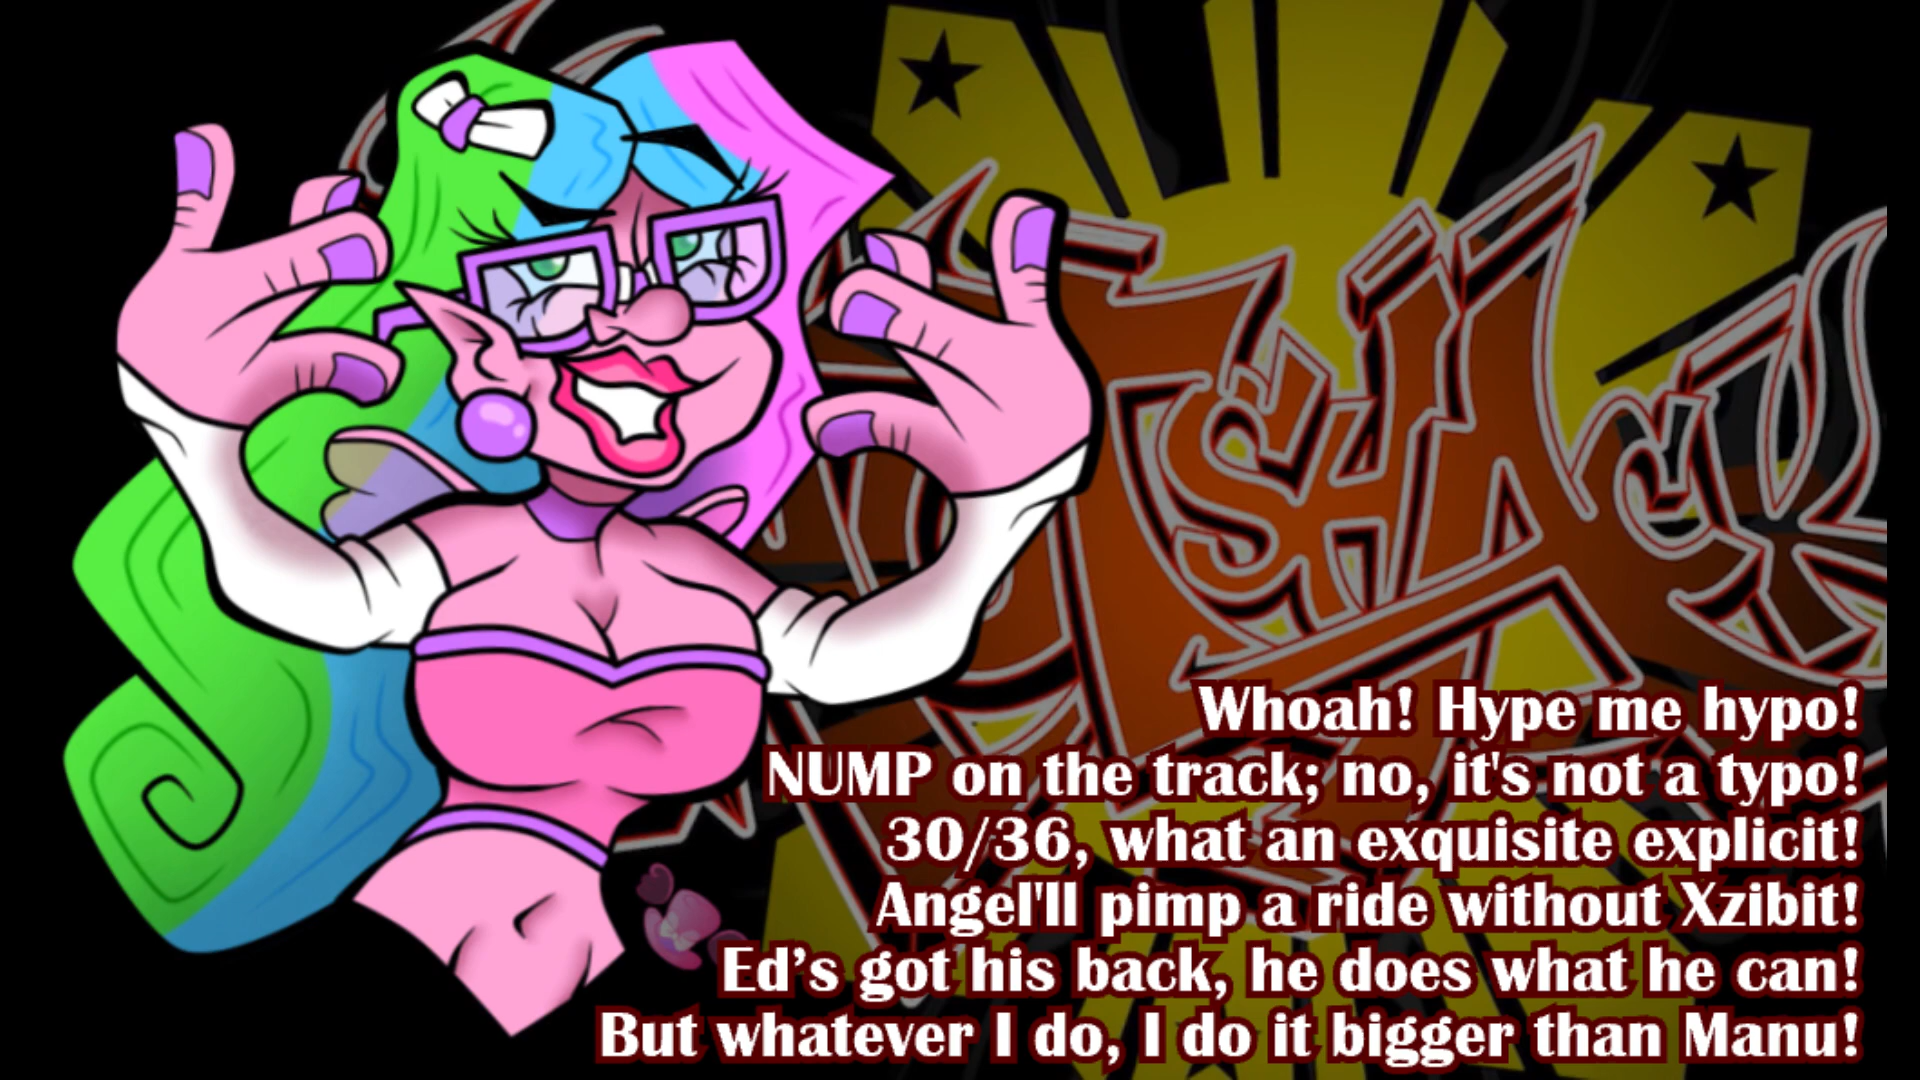 SHACK
Whoah! Hype me hypo!
NUMP on the track; no, it's not a typo!
30/36, what an exquisite explicit!
Angel'll pimp a ride without Xzibit!
Ed’s got his back, he does what he can!
But whatever I do, I do it bigger than Manu!